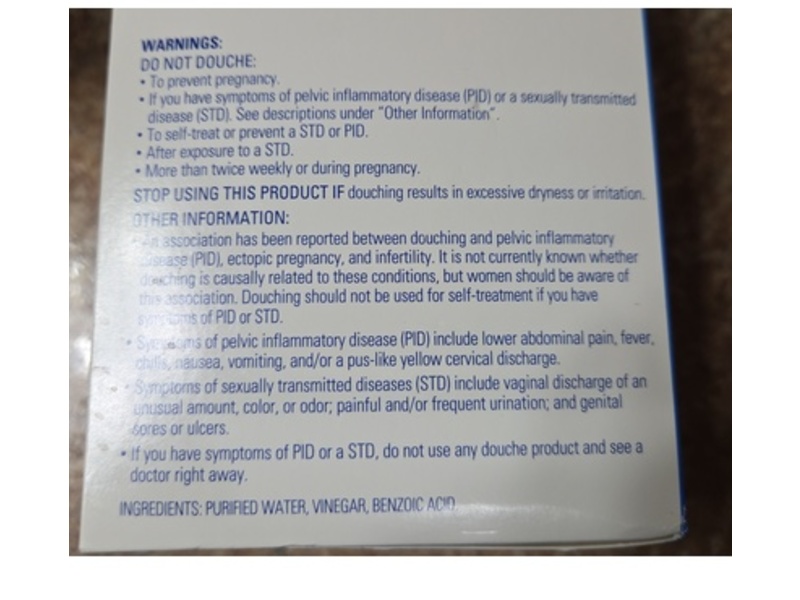 WARNINGS:
DO NOT DOUCHE:
• To prevent pregnancy.
• If you have symptoms of pelvic inflammatory disease (PID) or a sexually transmitted
disease (STD). See descriptions under "Other Information".
• To self-treat or prevent a STD or PID.
• After exposure to a STD.
• More than twice weekly or during pregnancy.
STOP USING THIS PRODUCT IF douching results in excessive dryness or irritation.
OTHER INFORMATION:
• An association has been reported between douching and pelvic inflammatory
disease (PID), ectopic pregnancy, and infertility. It is not currently known whether
douching is causally related to these conditions, but women should be aware of
this association. Douching should not be used for self-treatment if you have
symptoms of PID or STD.
• Symptoms of pelvic inflammatory disease (PID) include lower abdominal pain, fever,
chills, nausea, vomiting, and/or a pus-like yellow cervical discharge.
• Symptoms of sexually transmitted diseases (STD) include vaginal discharge of an
unusual amount, color, or odor; painful and/or frequent urination; and genital
sores or ulcers.
• If you have symptoms of PID or a STD, do not use any douche product and see a
doctor right away.
INGREDIENTS: PURIFIED WATER, VINEGAR, BENZOIC ACID.